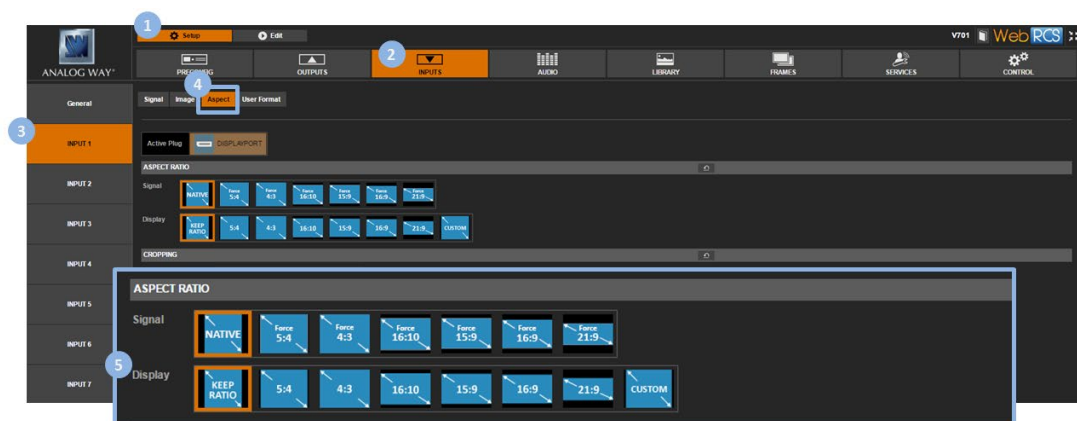 1
Setup Edit V701 WebRCS
ANALOG WAY®
2
PRECONFIG OUTPUTS INPUTS AUDIO LIBRARY FRAMES SERVICES CONTROL
4
General Signal Image Aspect User Format
3
INPUT 1 Active Plug DISPLAYPORT
ASPECT RATIO
INPUT 2 Signal NATIVE Force 5:4 Force 4:3 Force 16:10 Force 15:9 Force 16:9 Force 21:9
INPUT 3 Display KEEP RATIO 5:4 4:3 16:10 15:9 16:9 21:9 CUSTOM
INPUT 4 CROPPING
INPUT 5
INPUT 6
INPUT 7
ASPECT RATIO
Signal NATIVE Force 5:4 Force 4:3 Force 16:10 Force 15:9 Force 16:9 Force 21:9
5
Display KEEP RATIO 5:4 4:3 16:10 15:9 16:9 21:9 CUSTOM